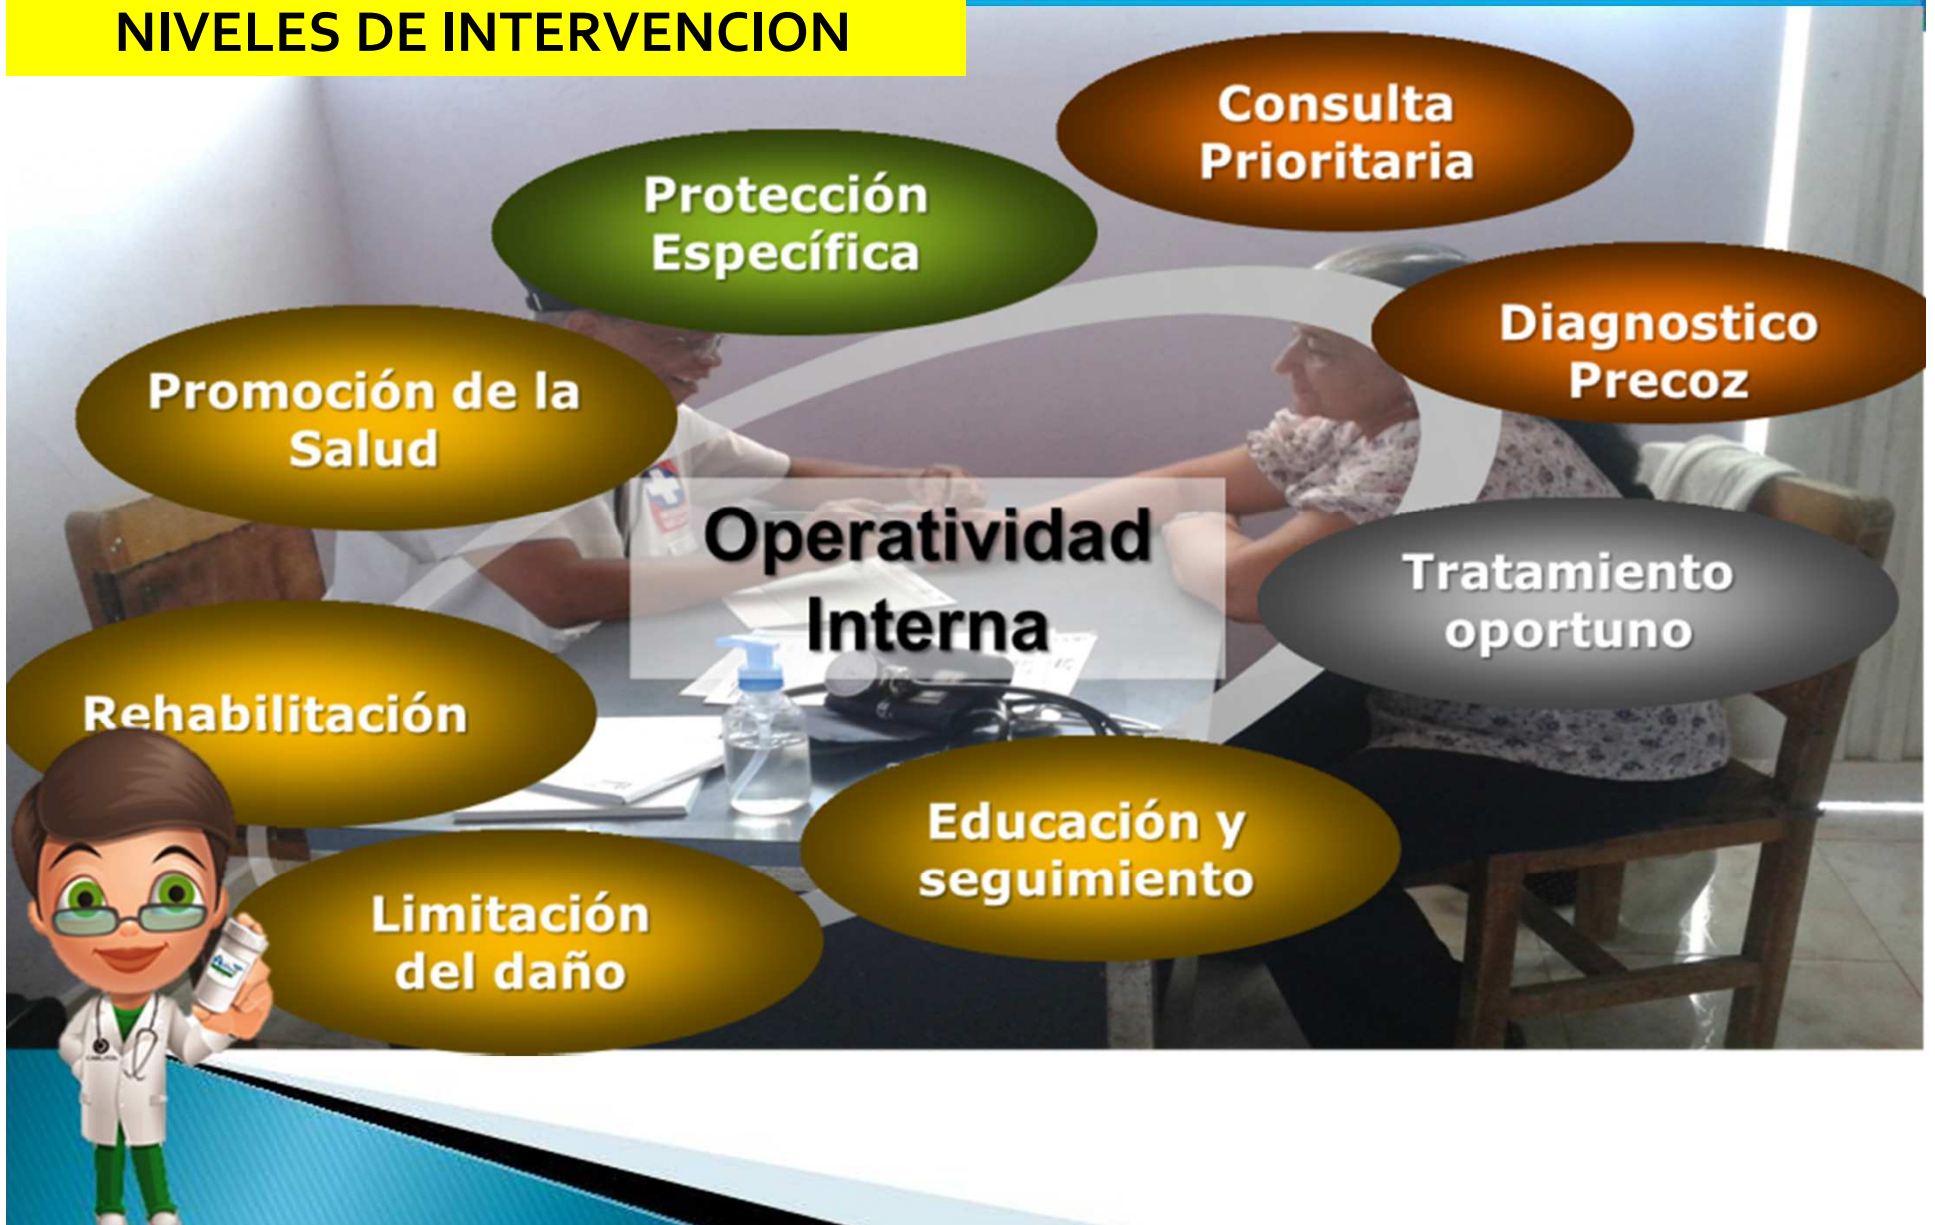 NIVELES DE INTERVENCION
Consulta
Prioritaria
Protección
Específica
Diagnostico
Precoz
Promoción de la
Salud
Operatividad
Interna
Tratamiento
oportuno
Rehabilitación
Educación y
seguimiento
Limitación
del daño